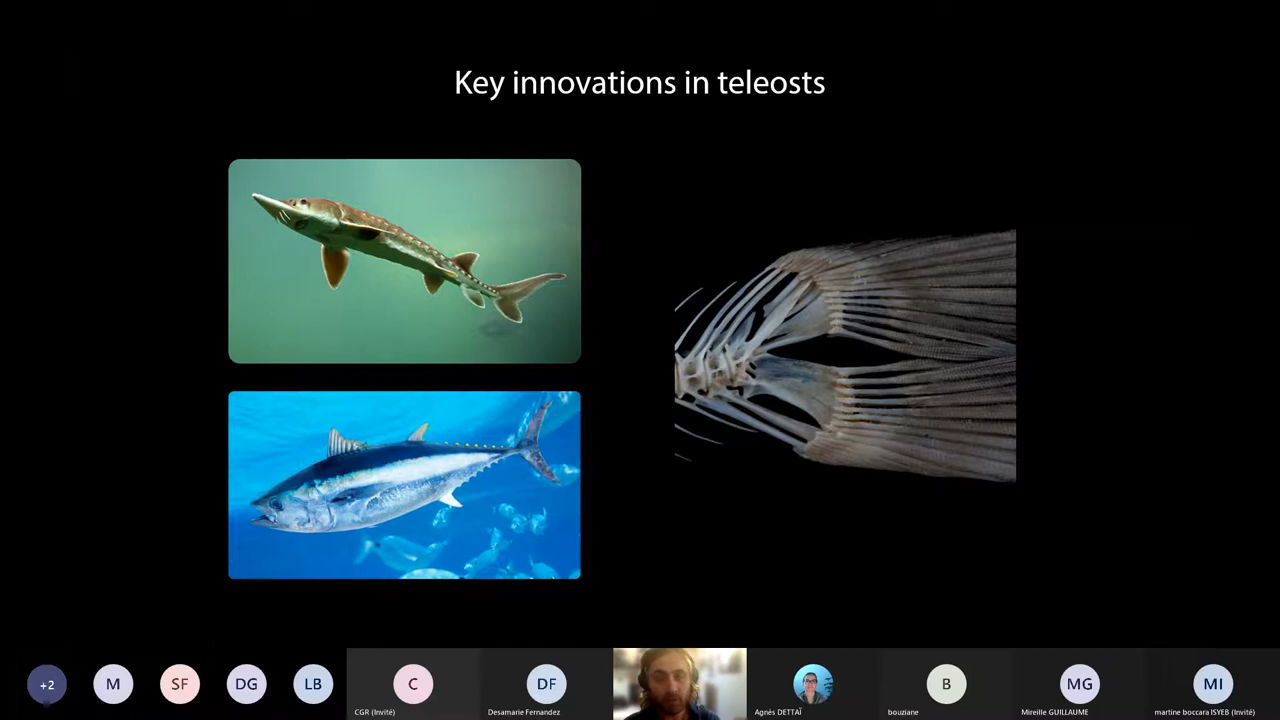 Key innovations in teleosts
+2
M
SF
DG
LB
C
CGR (Invité)
DF
Desamarie Fernandez
Agnès DETTAÏ
B
bouziane
MG
Mireille GUILLAUME
MI
martine boccara ISYEB (Invité)